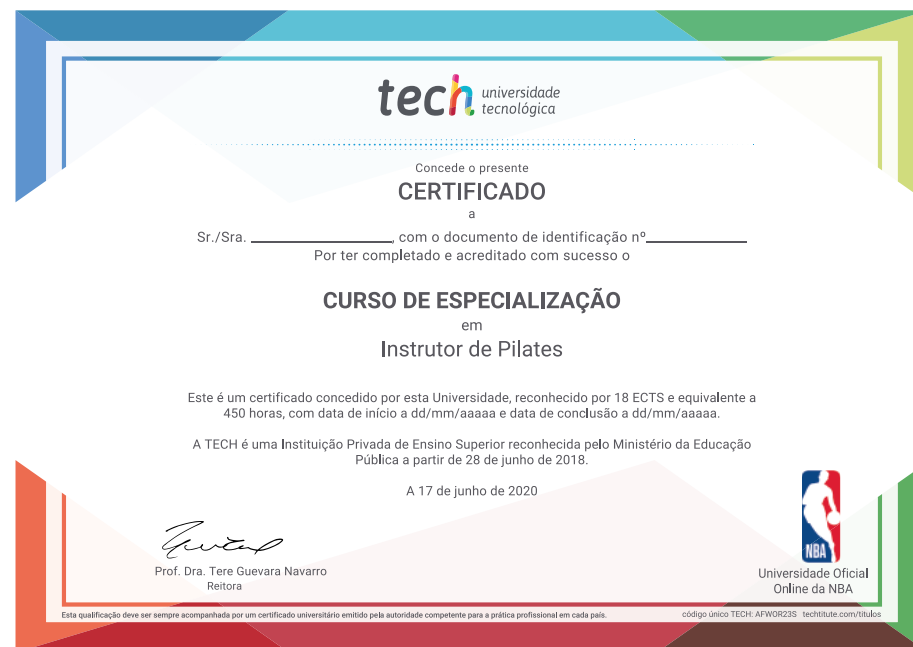 tech universidade
tecnológica
Concede o presente
CERTIFICADO
a
Sr./Sra. ____________________, com o documento de identificação nº______________
Por ter completado e acreditado com sucesso o
CURSO DE ESPECIALIZAÇÃO
em
Instrutor de Pilates
Este é um certificado concedido por esta Universidade, reconhecido por 18 ECTS e equivalente a
450 horas, com data de início a dd/mm/aaaaa e data de conclusão a dd/mm/aaaaa.
A TECH é uma Instituição Privada de Ensino Superior reconhecida pelo Ministério da Educação
Pública a partir de 28 de junho de 2018.
A 17 de junho de 2020
Prof. Dra. Tere Guevara Navarro
Reitora
NBA
Universidade Oficial
Online da NBA
Esta qualificação deve ser sempre acompanhada por um certificado universitário emitido pela autoridade competente para a prática profissional em cada país.
código único TECH: AFWOR23S techtitute.com/titulos